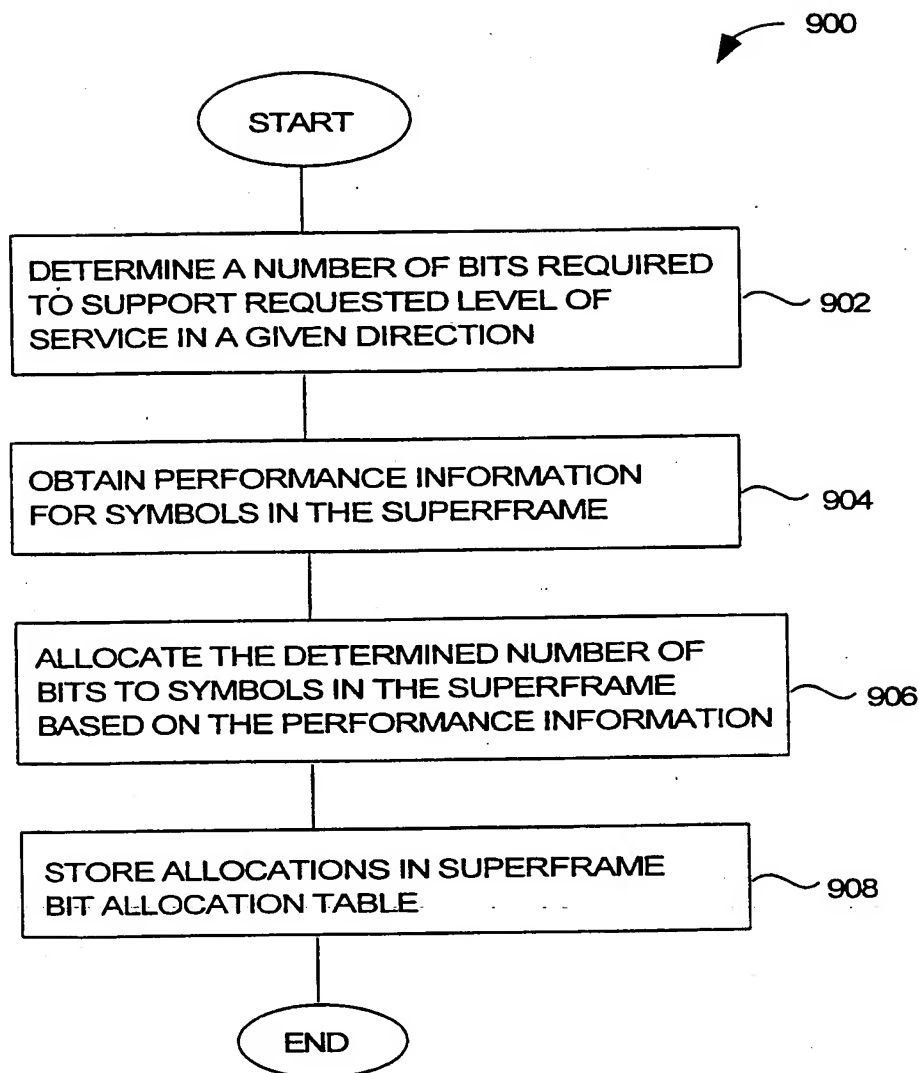 900
START
DETERMINE A NUMBER OF BITS REQUIRED
TO SUPPORT REQUESTED LEVEL OF
SERVICE IN A GIVEN DIRECTION
902
OBTAIN PERFORMANCE INFORMATION
FOR SYMBOLS IN THE SUPERFRAME
904
ALLOCATE THE DETERMINED NUMBER OF
BITS TO SYMBOLS IN THE SUPERFRAME
BASED ON THE PERFORMANCE INFORMATION
906
STORE ALLOCATIONS IN SUPERFRAME
BIT ALLOCATION TABLE
908
END